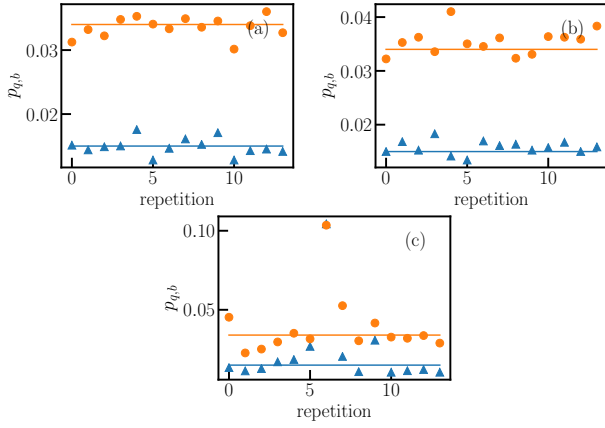 (a)
0.03
p_{q,b}
0.02
0 5 10
repetition
(b)
0.04
0.03
p_{q,b}
0.02
0 5 10
repetition
(c)
0.10
p_{q,b}
0.05
0 5 10
repetition